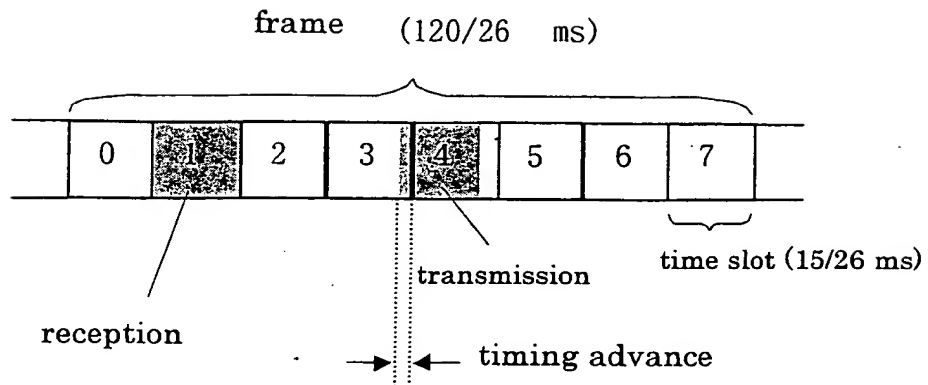 frame (120/26 ms)
0 1 2 3 4 5 6 7
time slot (15/26 ms)
transmission
reception
timing advance